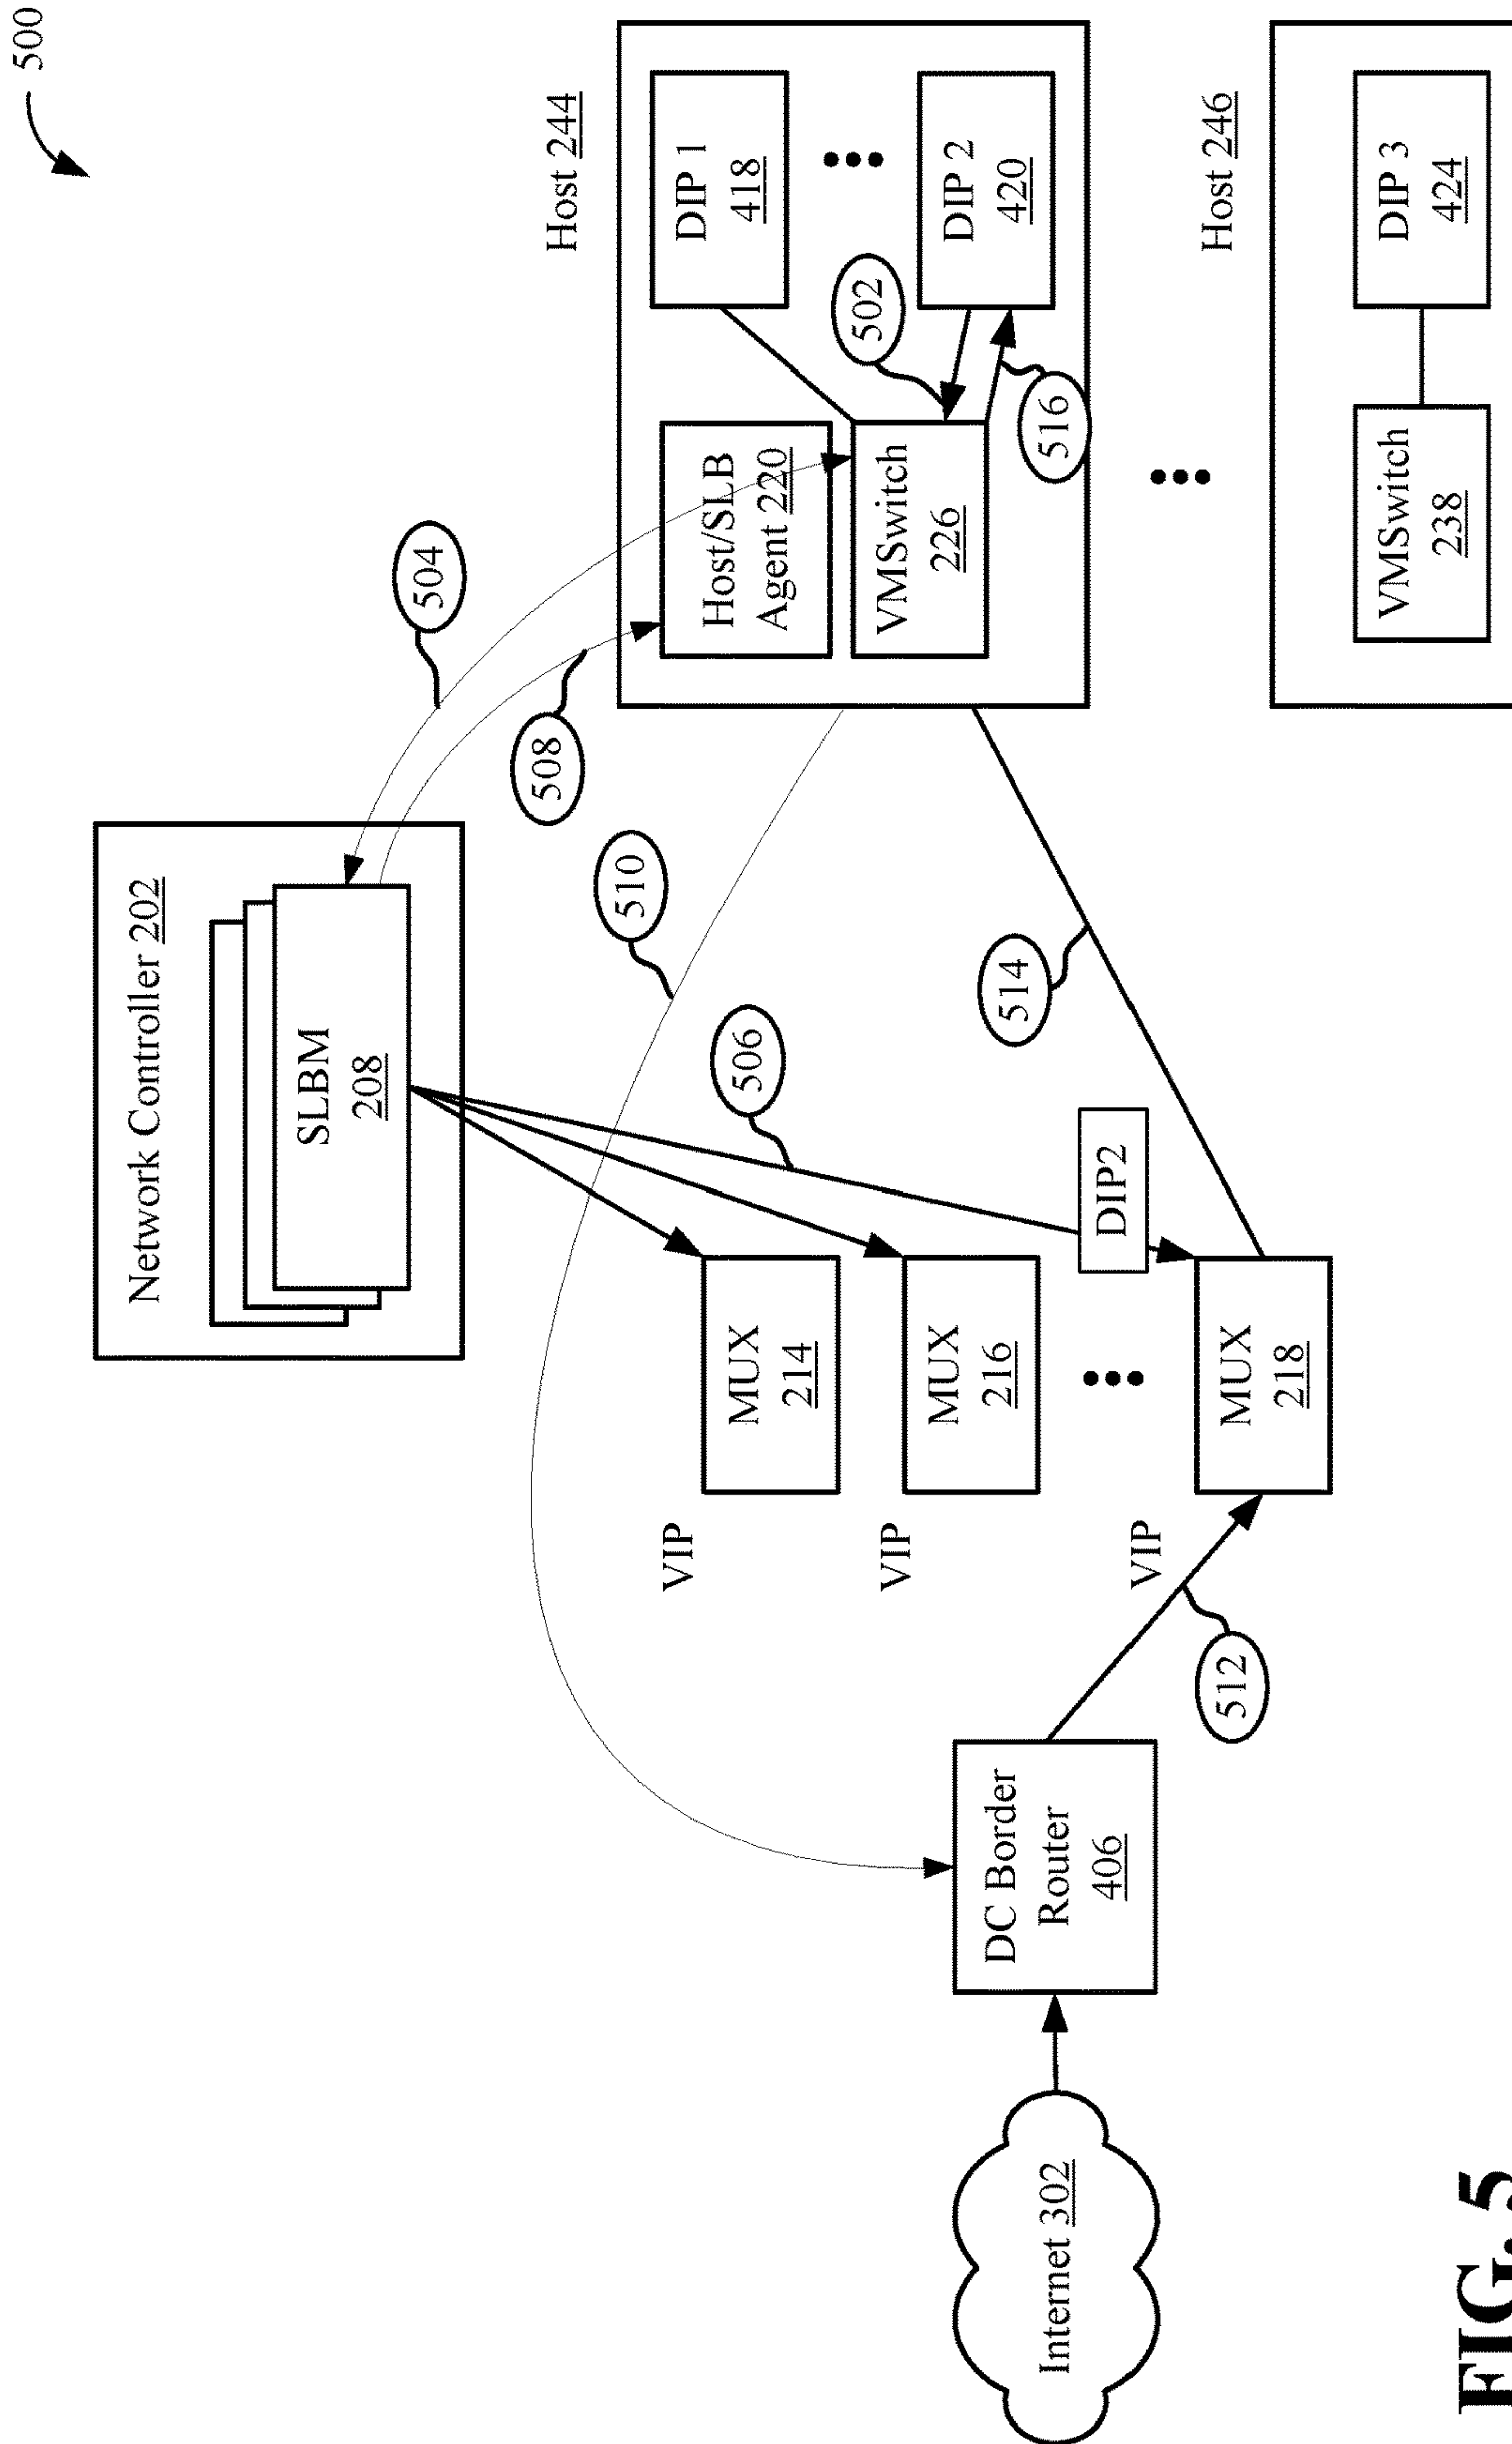 500
Network Controller 202
SLBM
208
504
508
Host 244
Host/SLB
Agent 220
DIP 1
418
VMSwitch
226
502
DIP 2
420
516
510
506
VIP
MUX
214
VIP
MUX
216
DIP2
VIP
MUX
218
514
512
Internet 302
DC Border
Router
406
Host 246
VMSwitch
238
DIP 3
424
FIG. 5